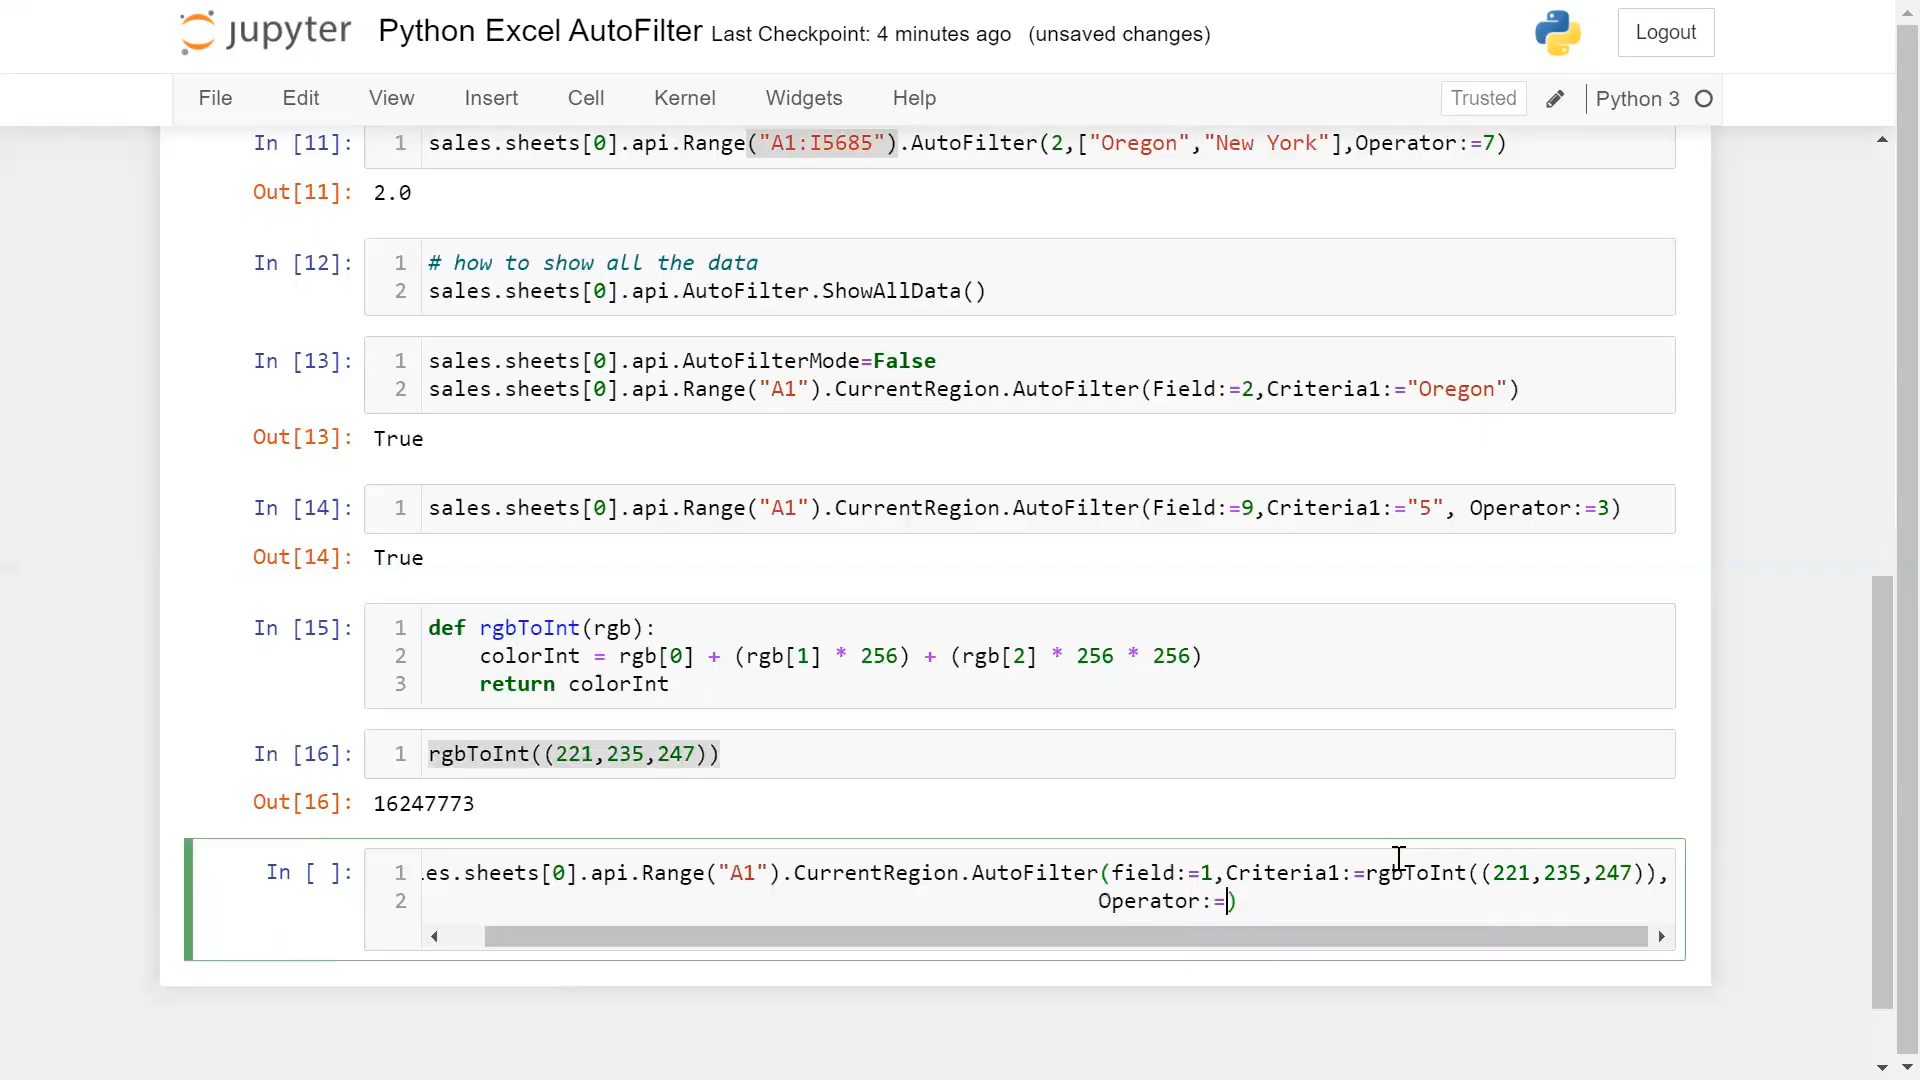 jupyter Python Excel AutoFilter Last Checkpoint: 4 minutes ago (unsaved changes) Logout
File Edit View Insert Cell Kernel Widgets Help Trusted Python 3
In [11]: 1 sales.sheets[0].api.Range("A1:I5685").AutoFilter(2,["Oregon","New York"],Operator:=7)
Out[11]: 2.0
In [12]: 1 # how to show all the data
2 sales.sheets[0].api.AutoFilter.ShowAllData()
In [13]: 1 sales.sheets[0].api.AutoFilterMode=False
2 sales.sheets[0].api.Range("A1").CurrentRegion.AutoFilter(Field:=2,Criteria1:="Oregon")
Out[13]: True
In [14]: 1 sales.sheets[0].api.Range("A1").CurrentRegion.AutoFilter(Field:=9,Criteria1:="5", Operator:=3)
Out[14]: True
In [15]: 1 def rgbToInt(rgb):
2 colorInt = rgb[0] + (rgb[1] * 256) + (rgb[2] * 256 * 256)
3 return colorInt
In [16]: 1 rgbToInt((221,235,247))
Out[16]: 16247773
In [ ]: 1 es.sheets[0].api.Range("A1").CurrentRegion.AutoFilter(field:=1,Criteria1:=rgbToInt((221,235,247)),
2 Operator:=)